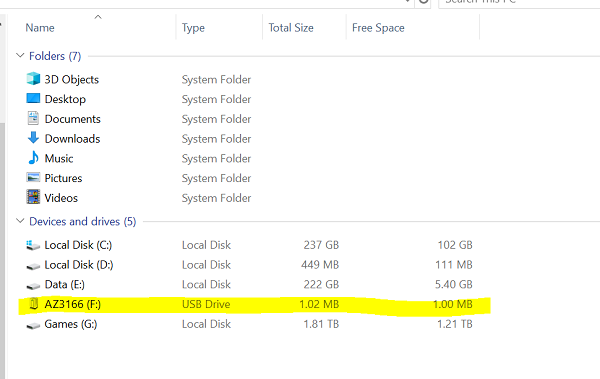 Search This PC
Name Type Total Size Free Space
Folders (7)
3D Objects System Folder
Desktop System Folder
Documents System Folder
Downloads System Folder
Music System Folder
Pictures System Folder
Videos System Folder
Devices and drives (5)
Local Disk (C:) Local Disk 237 GB 102 GB
Local Disk (D:) Local Disk 449 MB 111 MB
Data (E:) Local Disk 222 GB 5.40 GB
AZ3166 (F:) USB Drive 1.02 MB 1.00 MB
Games (G:) Local Disk 1.81 TB 1.21 TB